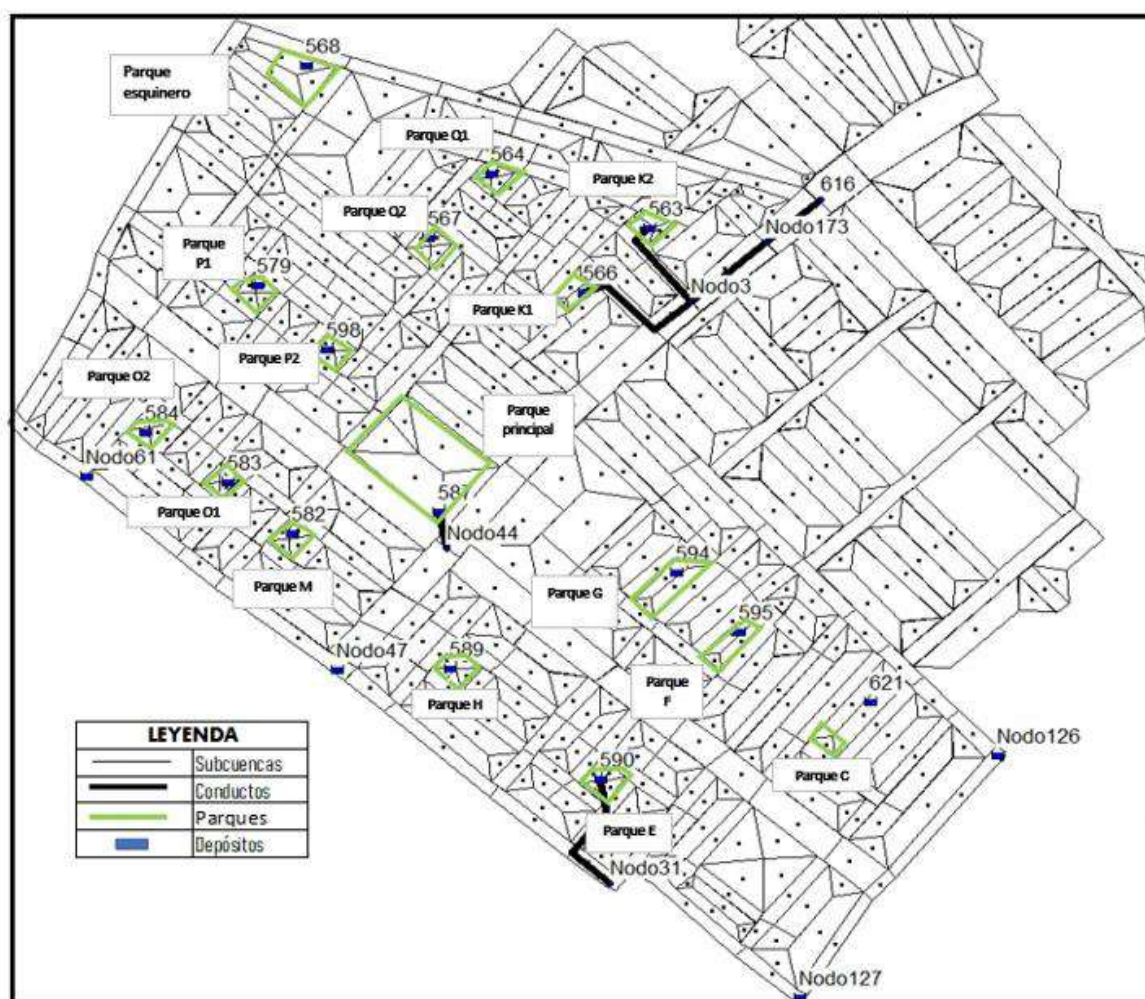 568
Parque
esquinero
Parque Q1
564
Parque K2
563
616
Nodo173
Parque Q2
567
Parque
P1
579
566
Nodo3
Parque K1
598
Parque P2
Parque O2
584
Parque
principal
Nodo61
583
Parque O1
587
582
Nodo44
Parque M
594
Parque G
595
Nodo47
589
Parque
F
Parque H
621
LEYENDA
Subcuencas
Conductos
Parques
Depósitos
Nodo126
590
Parque C
Parque E
Nodo31
Nodo127